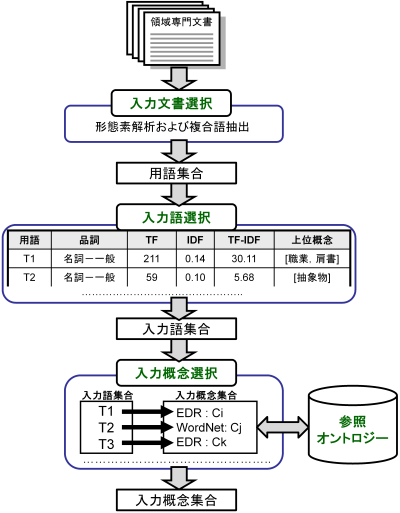 領域専門文書
入力文書選択
形態素解析および複合語抽出
用語集合
入力語選択
用語 品詞 TF IDF TF-IDF 上位概念
T1 名詞－一般 211 0.14 30.11 [職業, 肩書]
T2 名詞－一般 59 0.10 5.68 [抽象物]
入力語集合
入力概念選択
入力語集合 入力概念集合
T1 EDR : Ci
T2 WordNet: Cj
T3 EDR : Ck
参照
オントロジー
入力概念集合